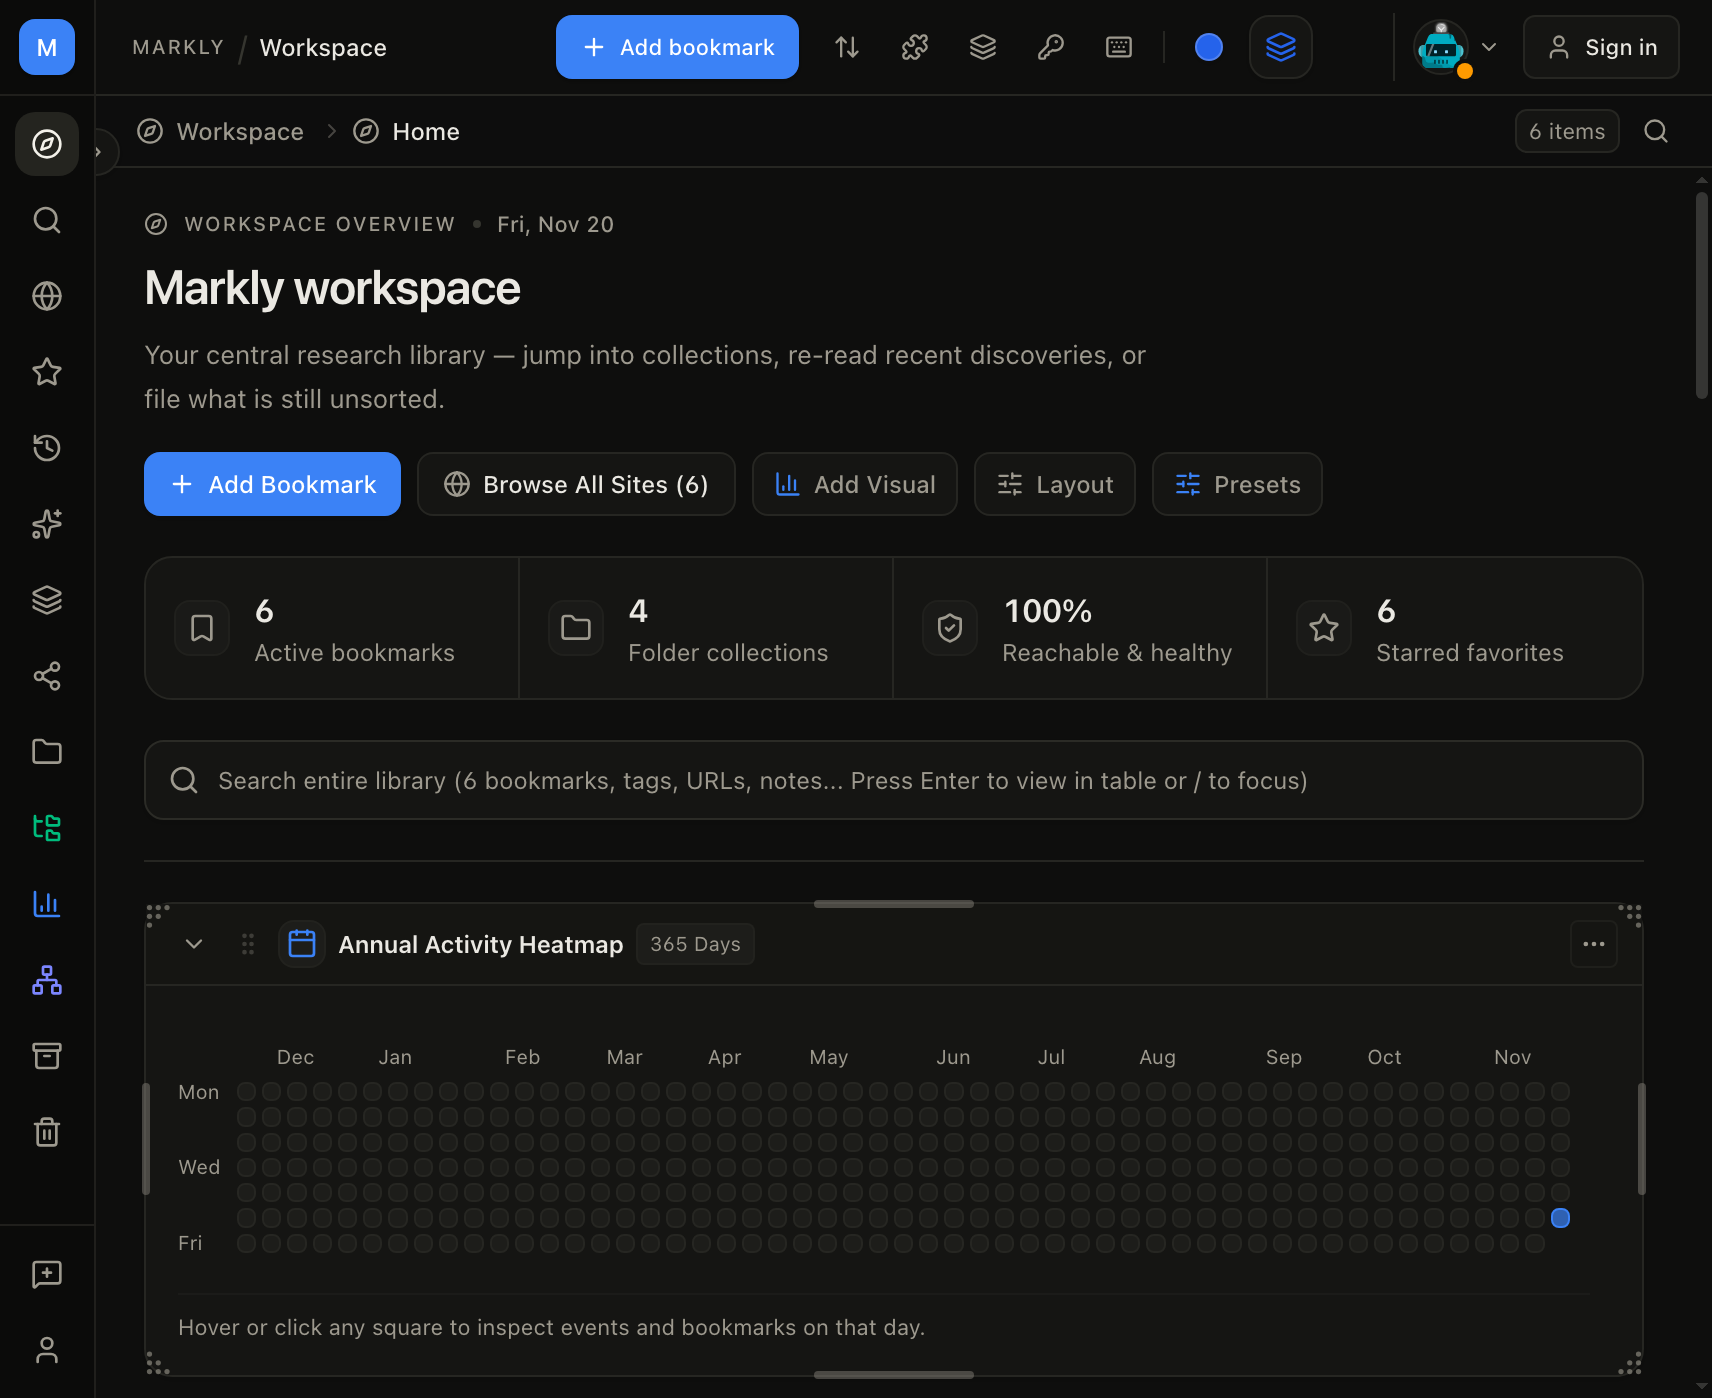 M
MARKLY / Workspace
Add bookmark
Sign in
Workspace
Home
6 items
WORKSPACE OVERVIEW • Fri, Nov 20
Markly workspace
Your central research library — jump into collections, re-read recent discoveries, or
file what is still unsorted.
Add Bookmark
Browse All Sites (6)
Add Visual
Layout
Presets
6
Active bookmarks
4
Folder collections
100%
Reachable & healthy
6
Starred favorites
Search entire library (6 bookmarks, tags, URLs, notes... Press Enter to view in table or / to focus)
Annual Activity Heatmap
365 Days
Dec Jan Feb Mar Apr May Jun Jul Aug Sep Oct Nov
Mon
Wed
Fri
Hover or click any square to inspect events and bookmarks on that day.